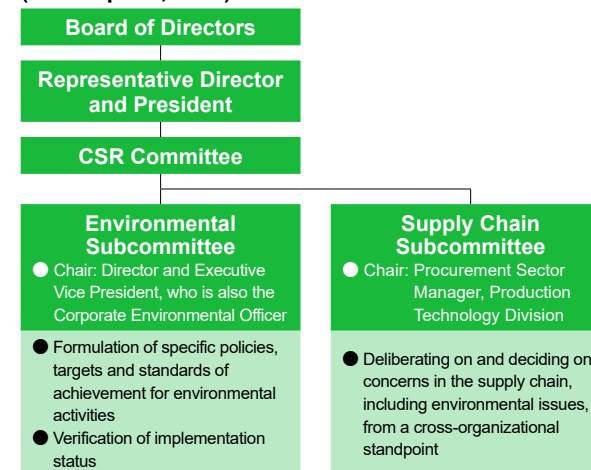 Board of Directors
Representative Director
and President
CSR Committee
Environmental
Subcommittee
● Chair: Director and Executive
Vice President, who is also the
Corporate Environmental Officer
● Formulation of specific policies,
targets and standards of
achievement for environmental
activities
● Verification of implementation
status
Supply Chain
Subcommittee
● Chair: Procurement Sector
Manager, Production
Technology Division
● Deliberating on and deciding on
concerns in the supply chain,
including environmental issues,
from a cross-organizational
standpoint